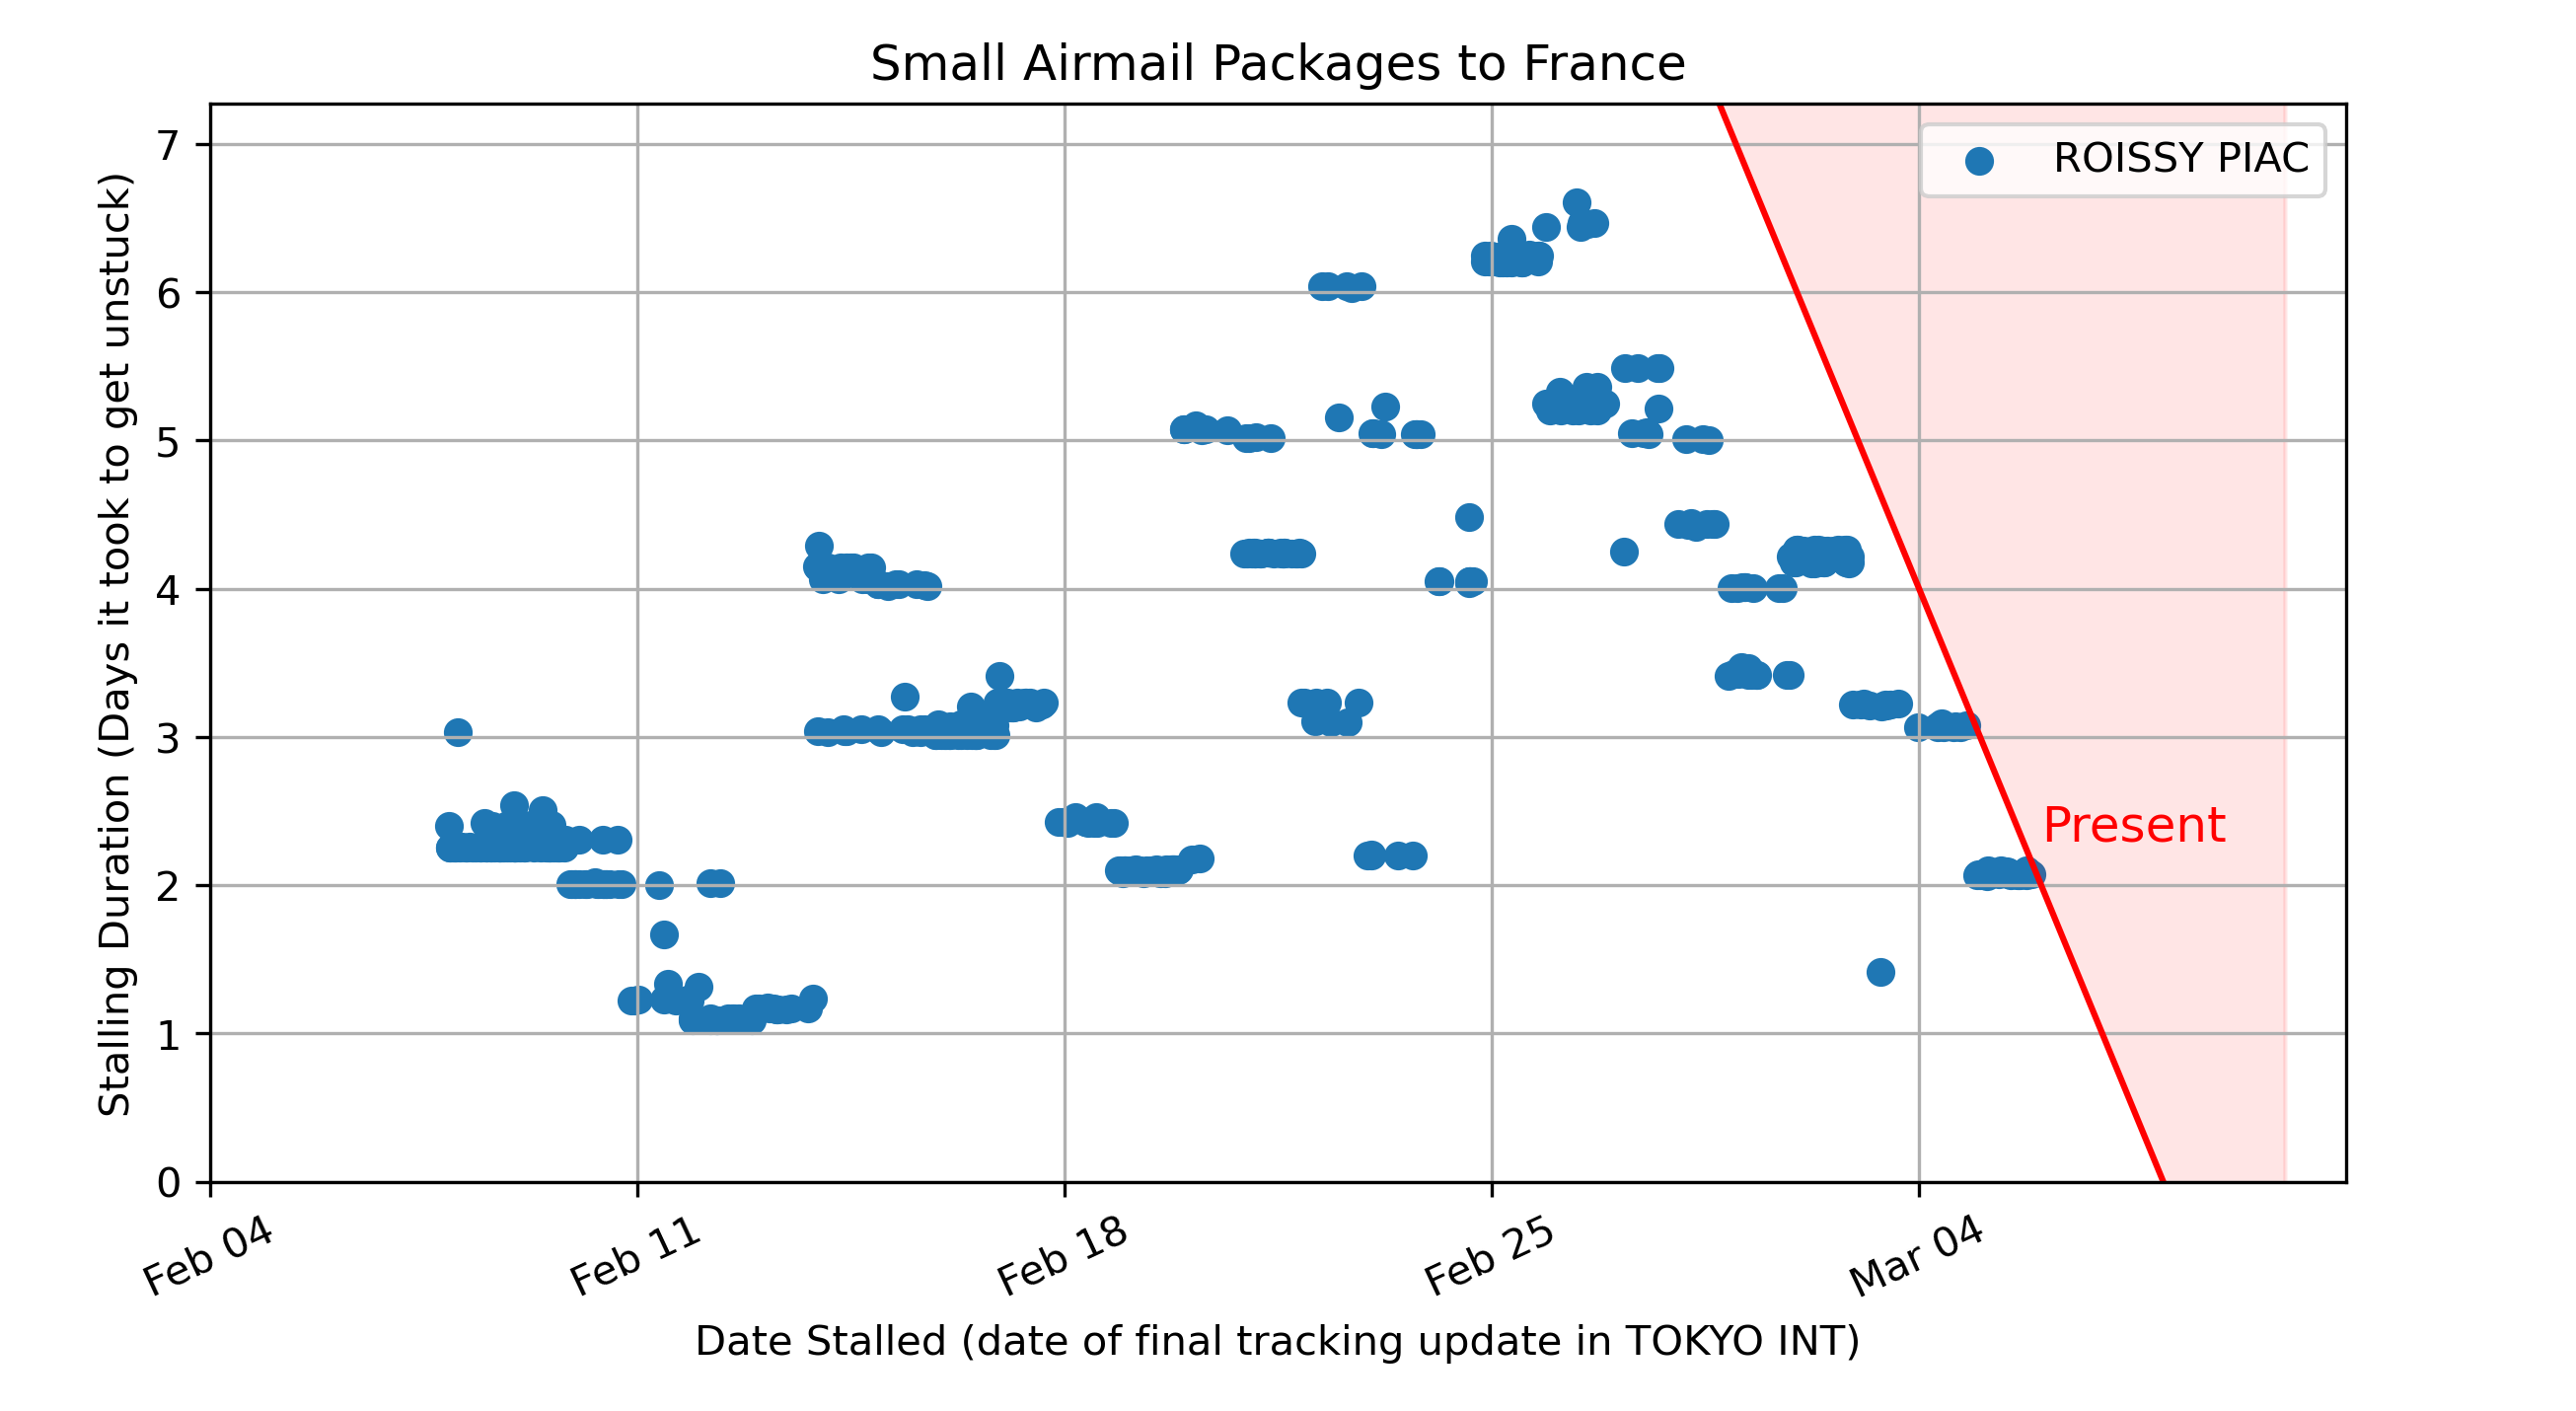 Small Airmail Packages to France
Stalling Duration (Days it took to get unstuck)
7
6
5
4
3
2
1
0
ROISSY PIAC
Present
Feb 04
Feb 11
Feb 18
Feb 25
Mar 04
Date Stalled (date of final tracking update in TOKYO INT)